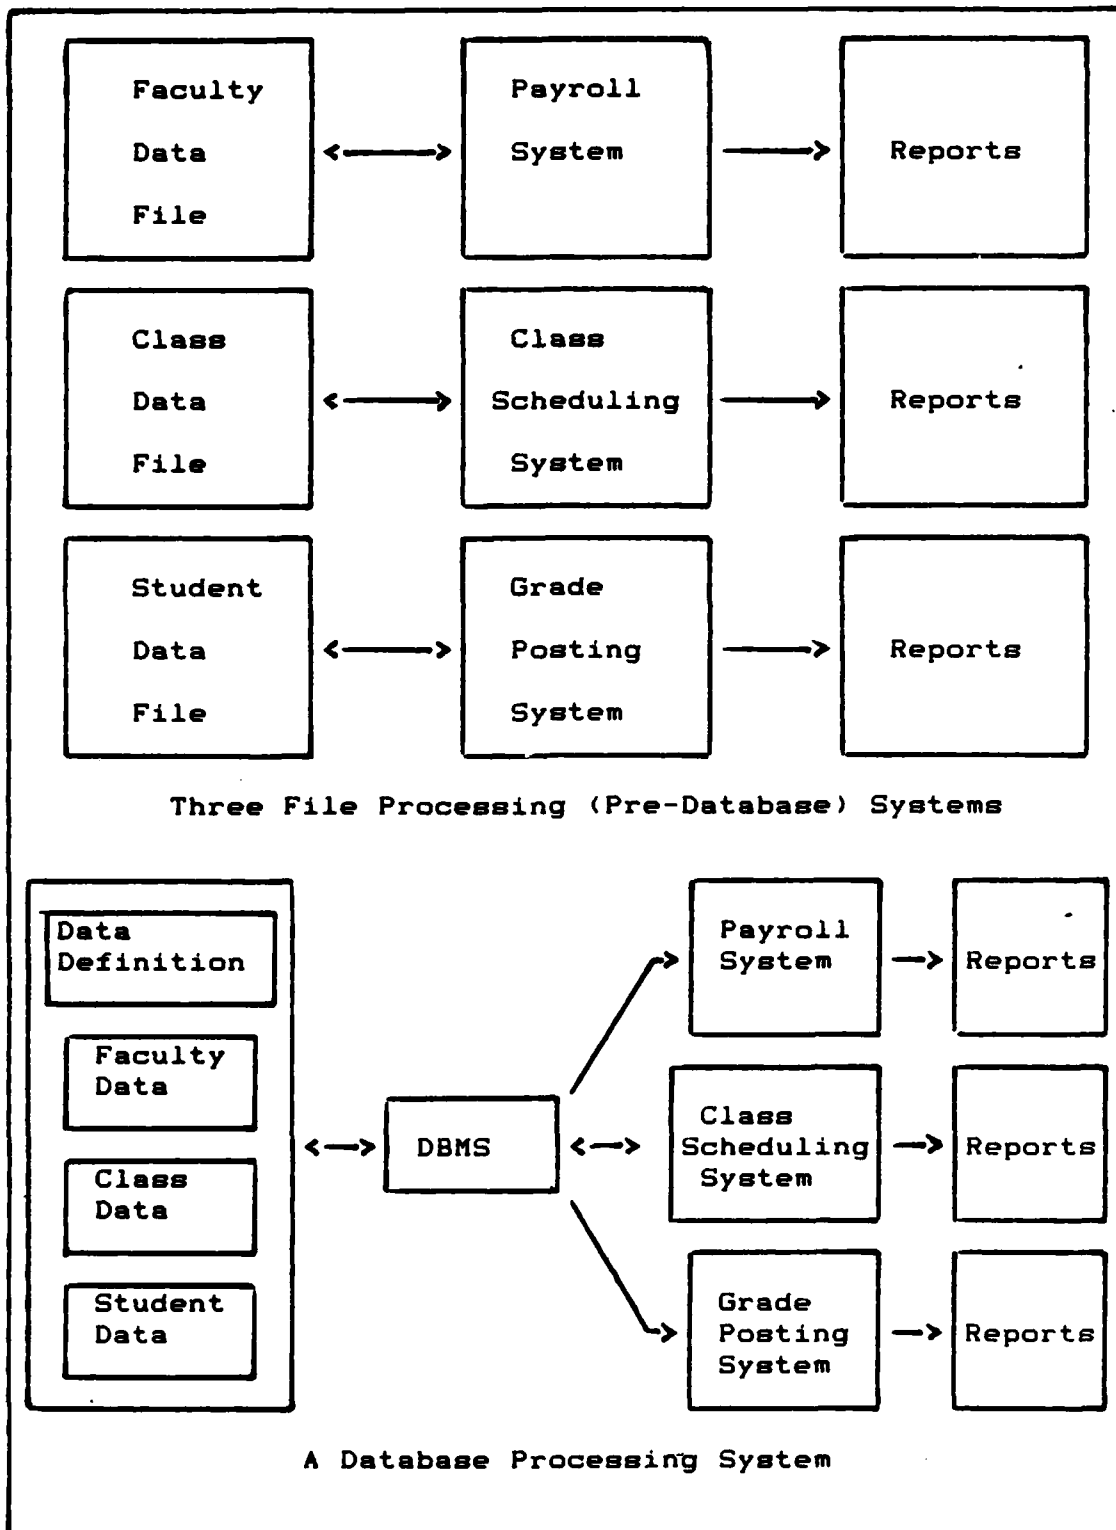 Faculty
Data
File
Payroll
System
Reports
Class
Data
File
Class
Scheduling
System
Reports
Student
Data
File
Grade
Posting
System
Reports
Three File Processing (Pre-Database) Systems
Data
Definition
Faculty
Data
Class
Data
Student
Data
DBMS
Payroll
System
Reports
Class
Scheduling
System
Reports
Grade
Posting
System
Reports
A Database Processing System